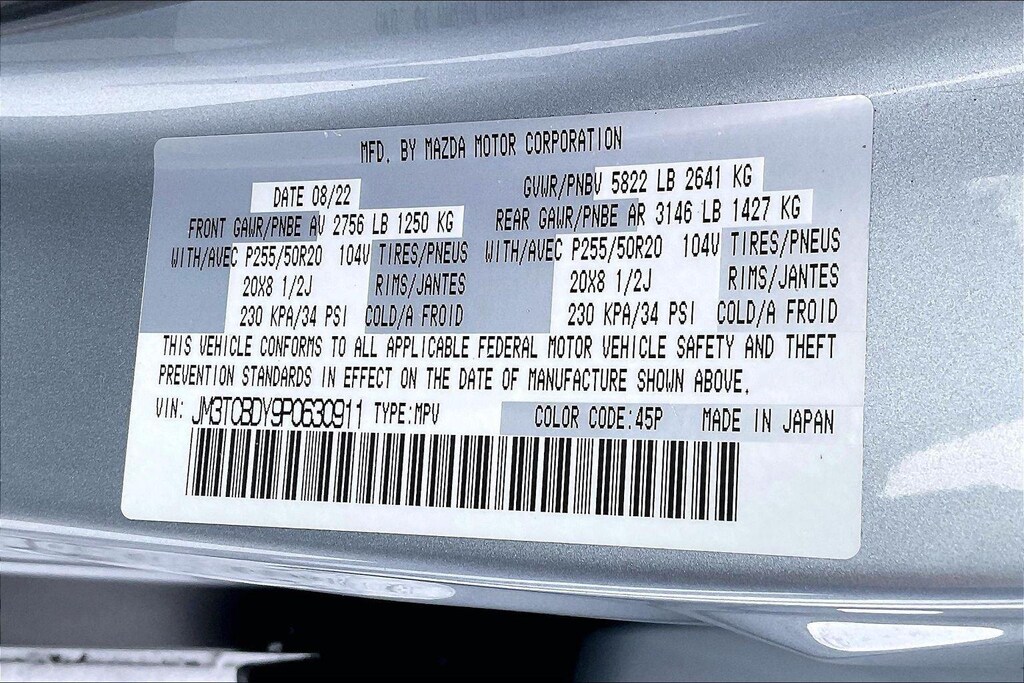 MFD. BY MAZDA MOTOR CORPORATION
DATE 08/22 GVWR/PNBV 5822 LB 2641 KG
FRONT GAWR/PNBE AV 2756 LB 1250 KG REAR GAWR/PNBE AR 3146 LB 1427 KG
WITH/AVEC P255/50R20 104V TIRES/PNEUS WITH/AVEC P255/50R20 104V TIRES/PNEUS
20X8 1/2J RIMS/JANTES 20X8 1/2J RIMS/JANTES
230 KPA/34 PSI COLD/A FROID 230 KPA/34 PSI COLD/A FROID
THIS VEHICLE CONFORMS TO ALL APPLICABLE FEDERAL MOTOR VEHICLE SAFETY AND THEFT
PREVENTION STANDARDS IN EFFECT ON THE DATE OF MANUFACTURE SHOWN ABOVE.
VIN: JM3TCBDY9P0630911 TYPE:MPV COLOR CODE:45P MADE IN JAPAN